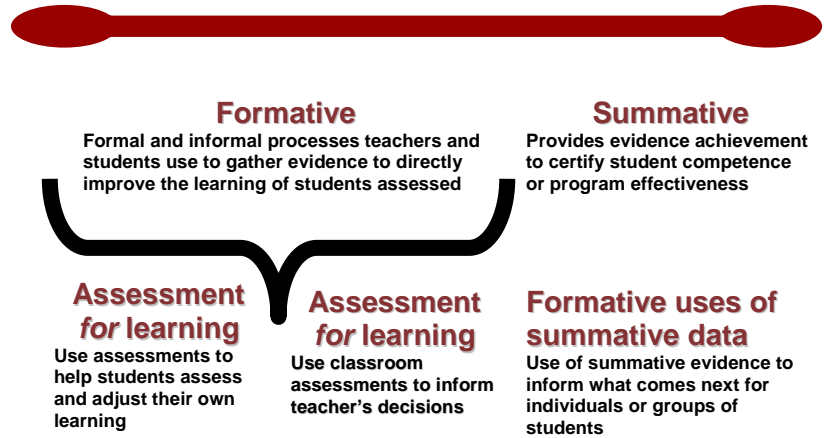 Formative
Formal and informal processes teachers and
students use to gather evidence to directly
improve the learning of students assessed
Summative
Provides evidence achievement
to certify student competence
or program effectiveness
Assessment
for learning
Use assessments to
help students assess
and adjust their own
learning
Assessment
for learning
Use classroom
assessments to inform
teacher's decisions
Formative uses of
summative data
Use of summative evidence to
inform what comes next for
individuals or groups of
students